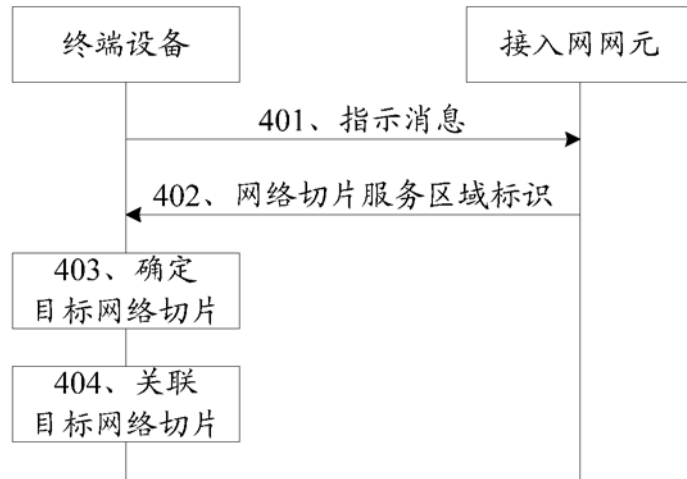 终端设备
接入网网元
401、指示消息
402、网络切片服务区域标识
403、确定
目标网络切片
404、关联
目标网络切片